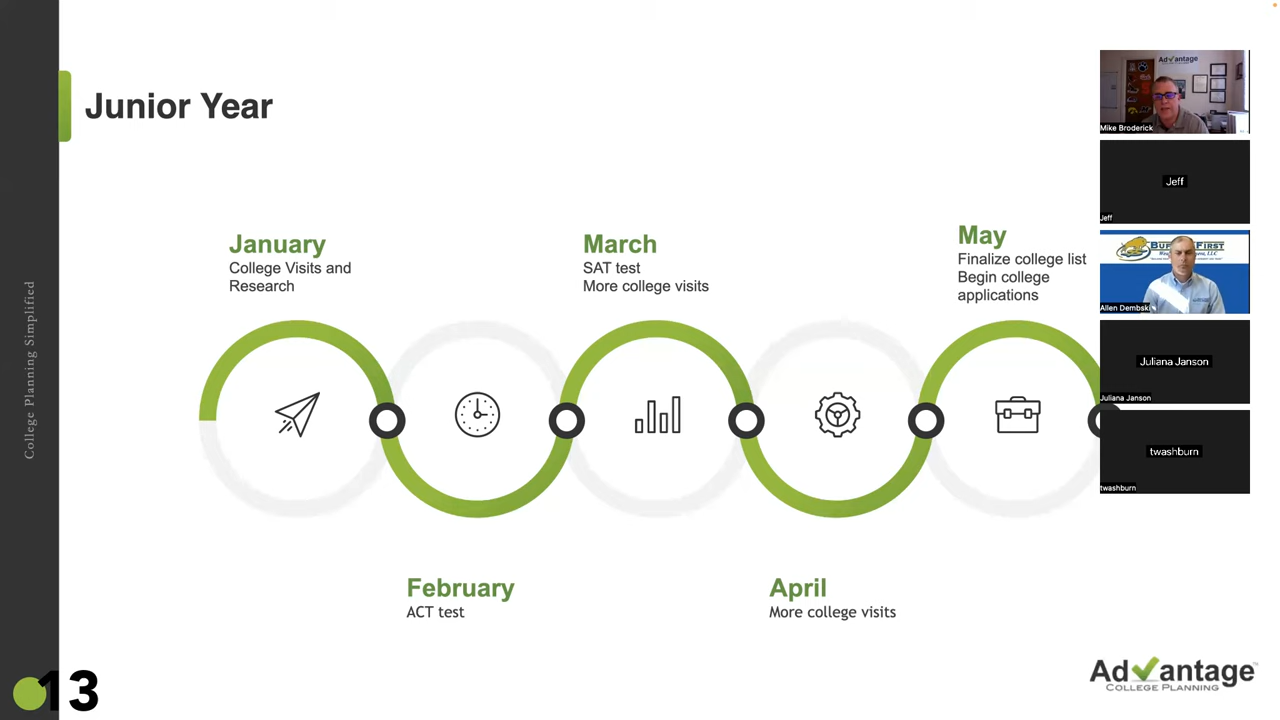 Junior Year
January
College Visits and
Research
March
SAT test
More college visits
May
Finalize college list
Begin college
applications
February
ACT test
April
More college visits
College Planning Simplified
13
Advantage
COLLEGE PLANNING
Advantage
Mike Broderick
Jeff
Jeff
Allen Dembski
Juliana Janson
Juliana Janson
twashburn
twashburn